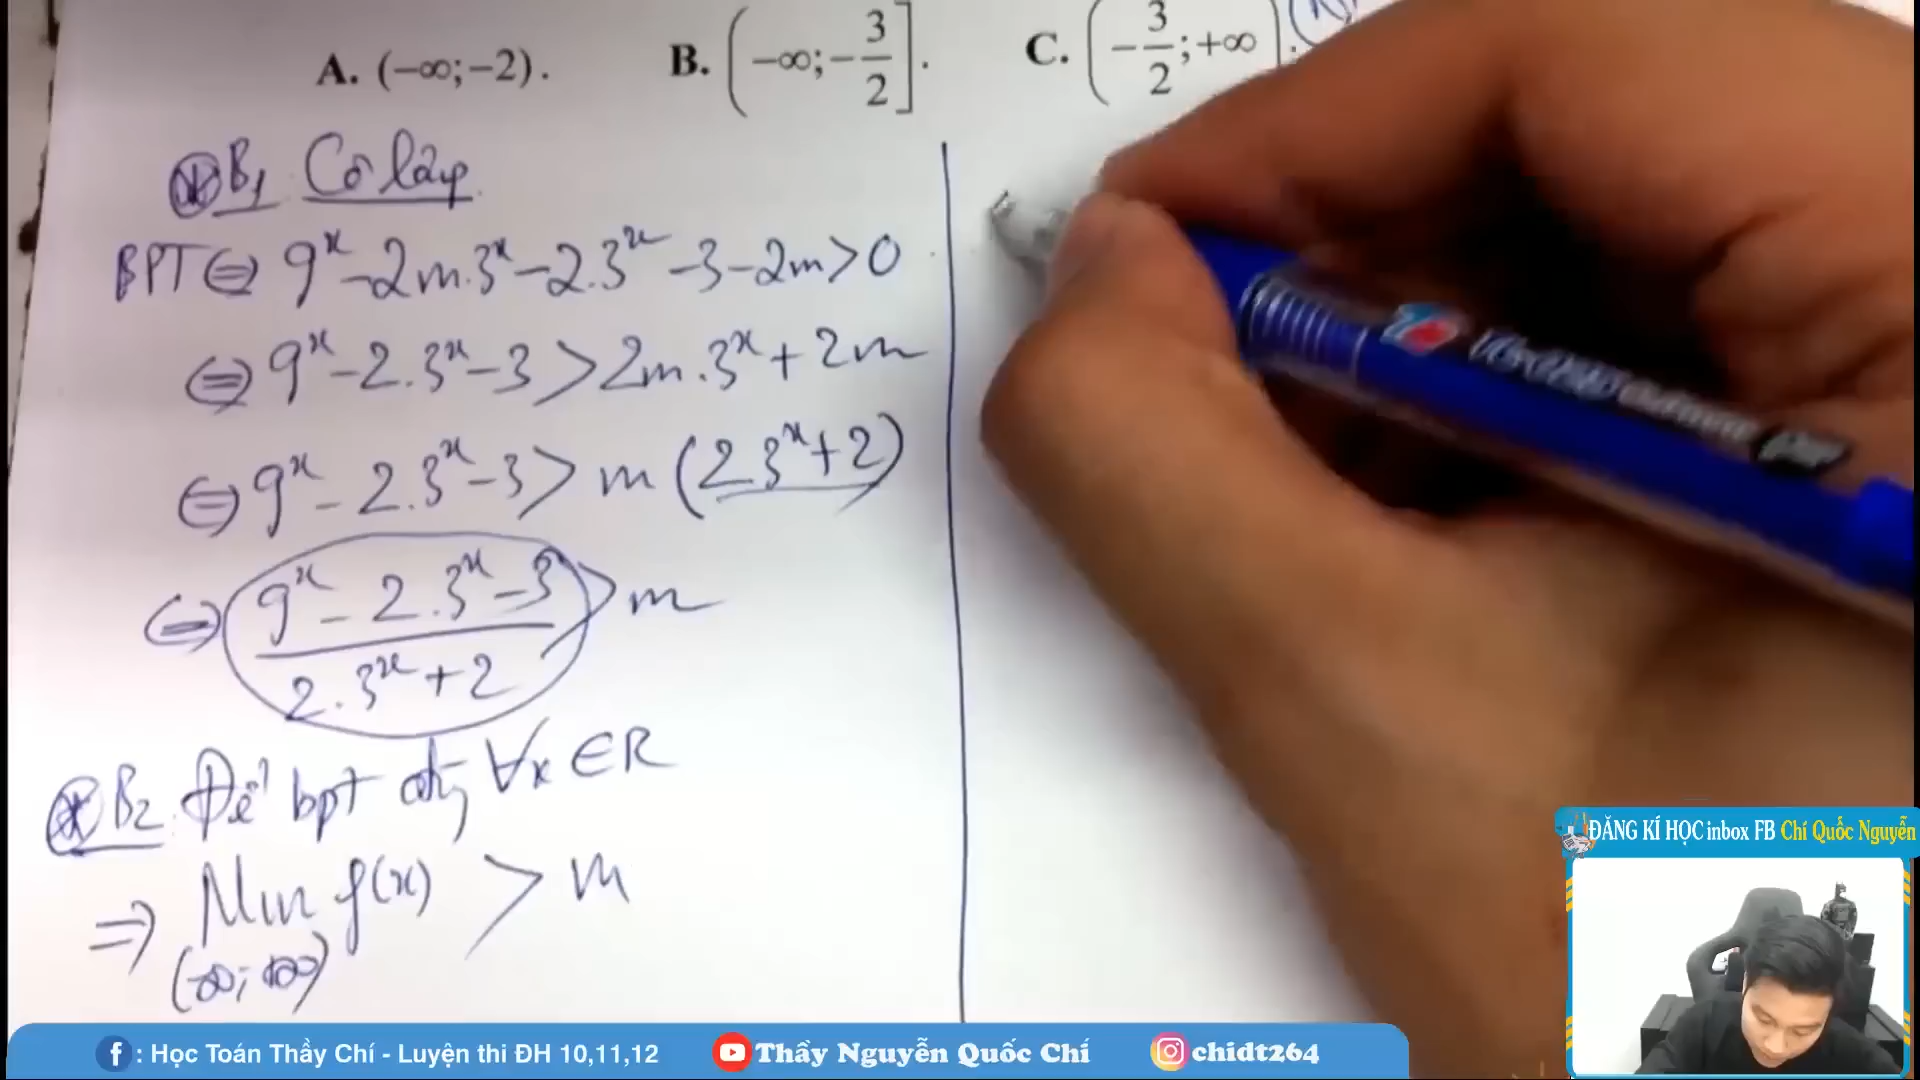 A. (−∞;−2). B. (−∞;−3/2]. C. (−3/2;+∞).
B1 Cô lập
BPT ⇔ 9^x − 2m.3^x − 2.3^x − 3 − 2m > 0
⇔ 9^x − 2.3^x − 3 > 2m.3^x + 2m
⇔ 9^x − 2.3^x − 3 > m (2.3^x + 2)
⇔ (9^x − 2.3^x − 3)/(2.3^x + 2) > m
B2 Để bpt ∀x ∈ R
⇒ Min f(x) > m
(−∞; +∞)
ĐĂNG KÍ HỌC inbox FB Chí Quốc Nguyễn
: Học Toán Thầy Chí - Luyện thi ĐH 10,11,12
Thầy Nguyễn Quốc Chí
chidt264